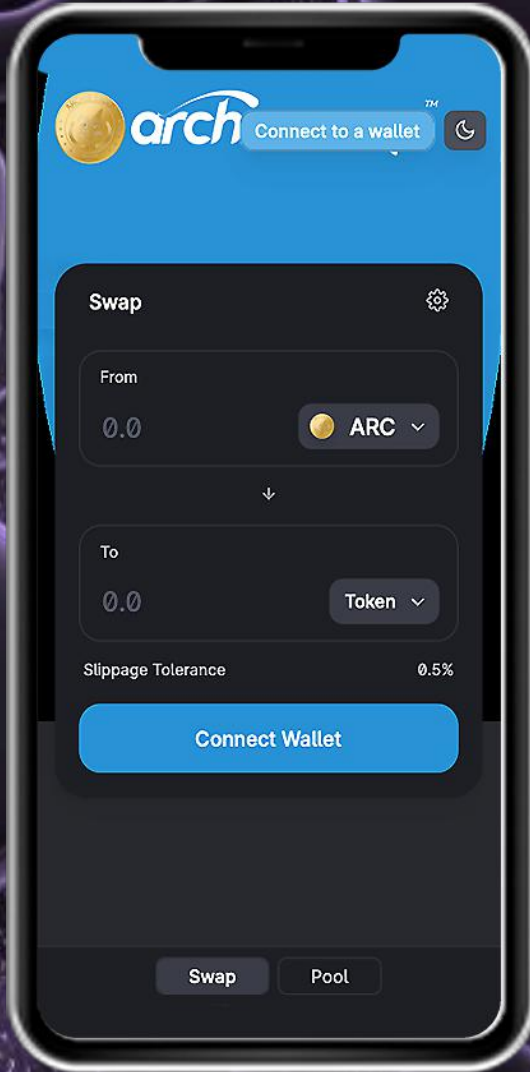 arch
TM
Connect to a wallet
Swap
From
0.0
ARC
To
0.0
Token
Slippage Tolerance
0.5%
Connect Wallet
Swap
Pool